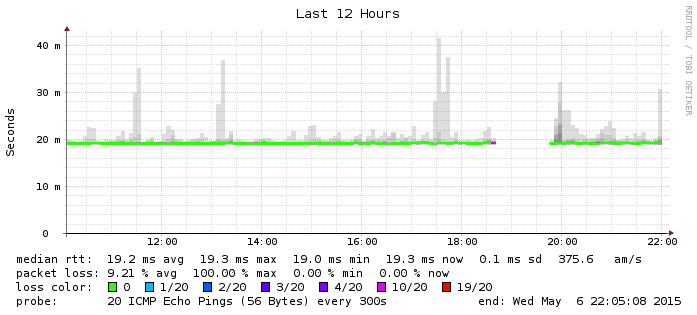 Last 12 Hours
RRDTOOL / TOBI OETIKER
Seconds
40 m
30 m
20 m
10 m
0
12:00 14:00 16:00 18:00 20:00 22:00
median rtt: 19.2 ms avg 19.3 ms max 19.0 ms min 19.3 ms now 0.1 ms sd 375.6 am/s
packet loss: 9.21 % avg 100.00 % max 0.00 % min 0.00 % now
loss color: 0 1/20 2/20 3/20 4/20 10/20 19/20
probe: 20 ICMP Echo Pings (56 Bytes) every 300s end: Wed May 6 22:05:08 2015